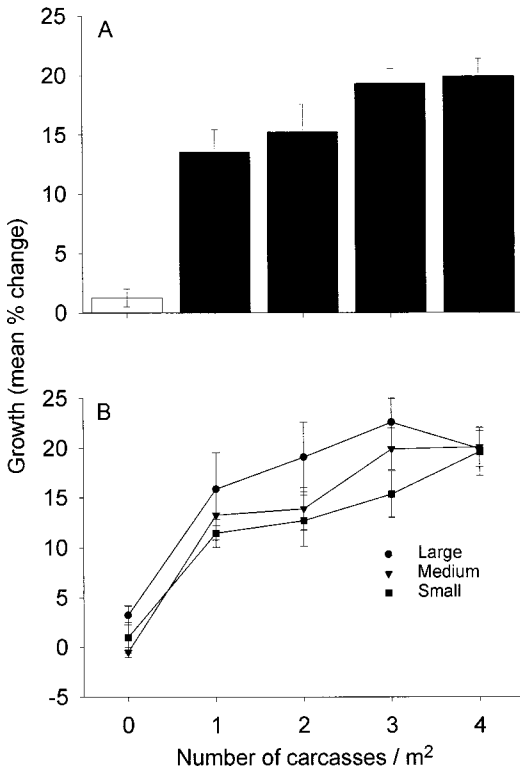 A
25
20
15
10
5
0
Growth (mean % change)
B
25
20
15
10
5
0
-5
Large
Medium
Small
0 1 2 3 4
Number of carcasses / m²